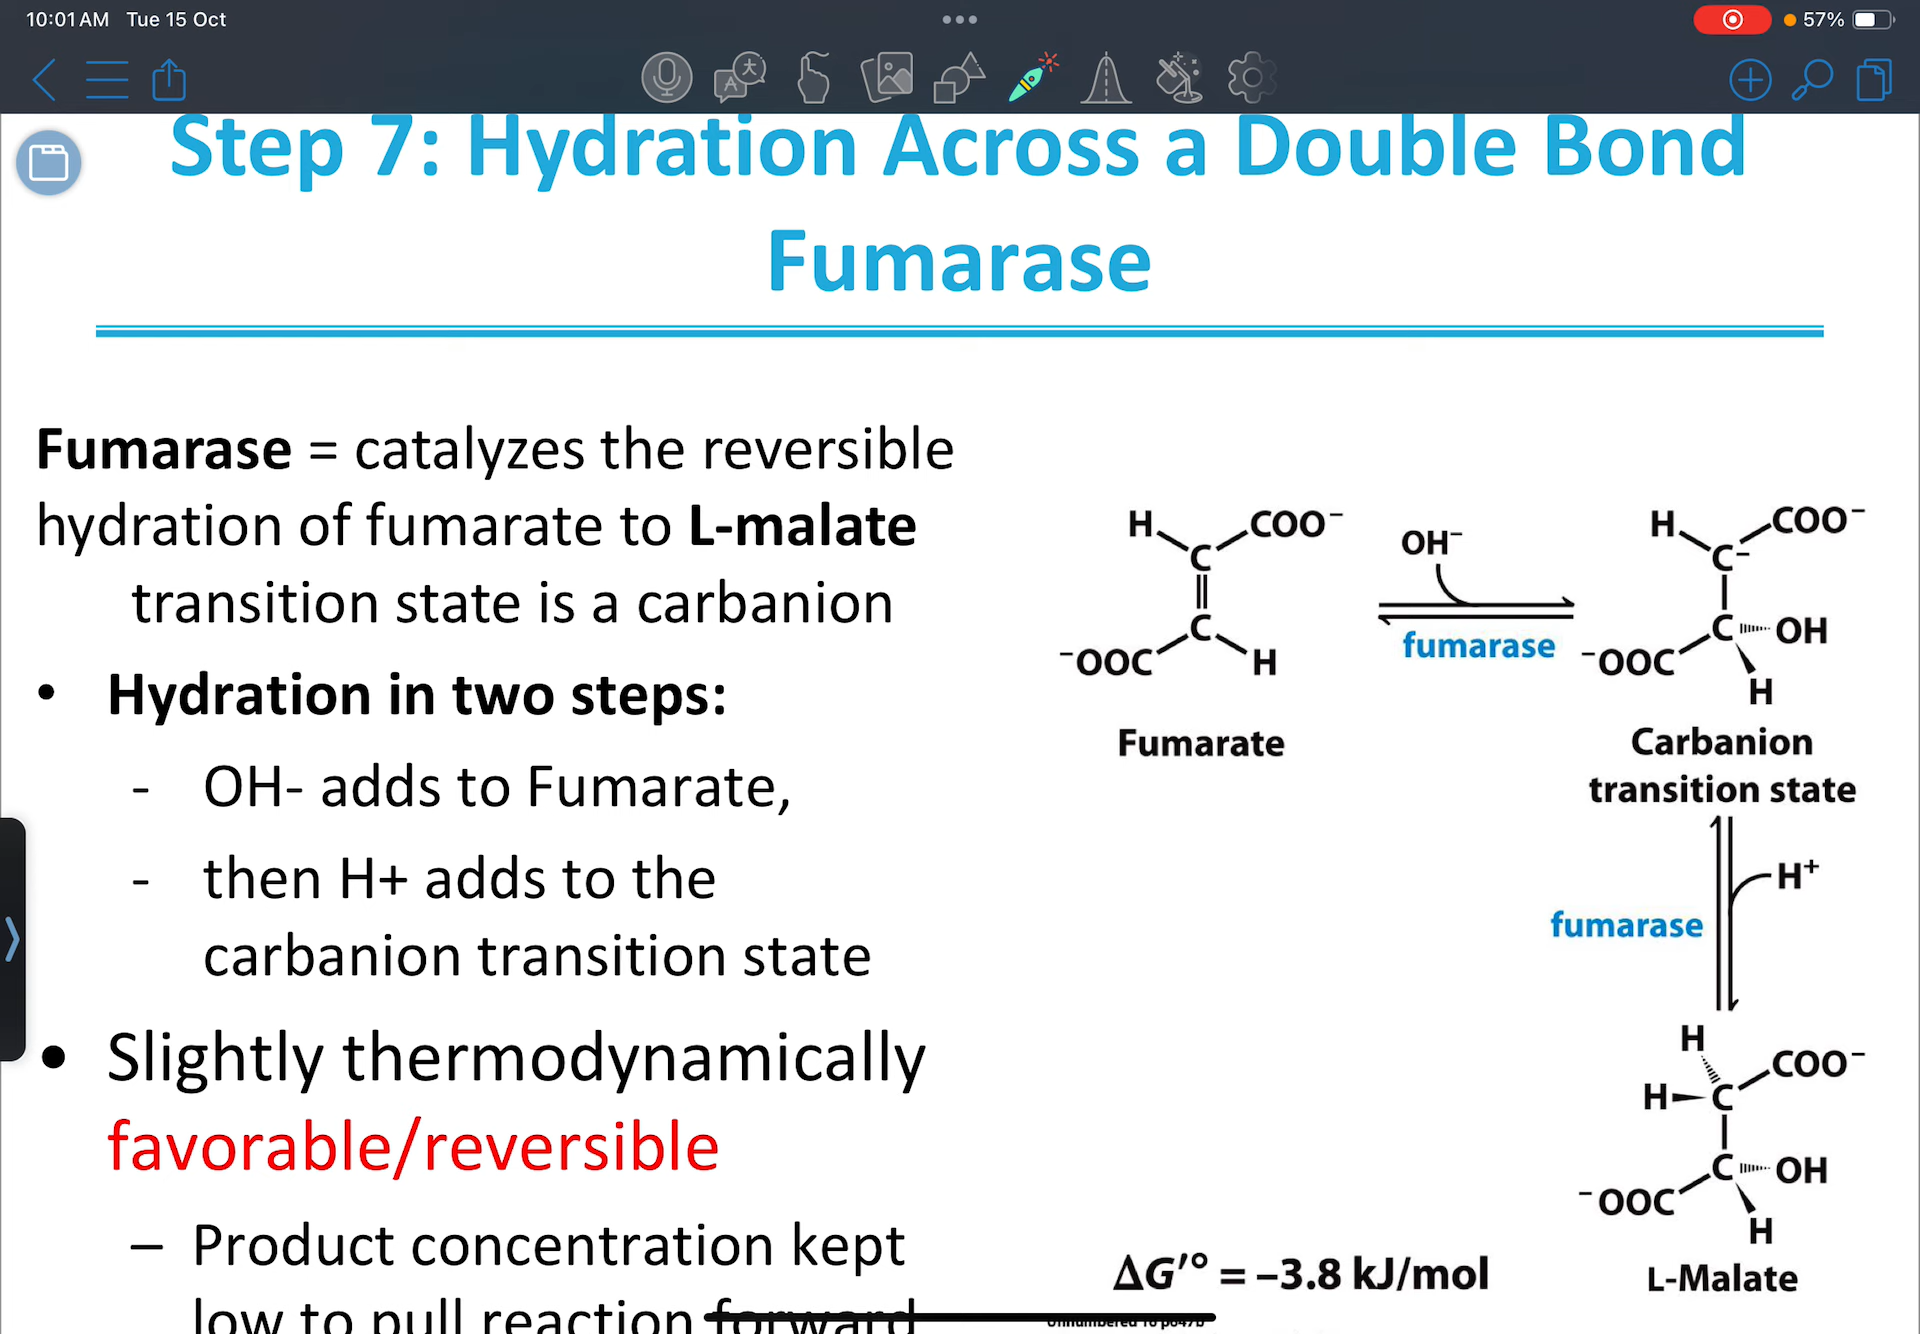 10:01 AM Tue 15 Oct
57%
Step 7: Hydration Across a Double Bond
Fumarase
Fumarase = catalyzes the reversible
hydration of fumarate to L-malate
transition state is a carbanion
• Hydration in two steps:
- OH- adds to Fumarate,
- then H+ adds to the
carbanion transition state
• Slightly thermodynamically
favorable/reversible
– Product concentration kept
low to pull reaction forward
H COO⁻
C
C
⁻OOC H
Fumarate
OH⁻
fumarase
H COO⁻
C⁻
C OH
⁻OOC
H
Carbanion
transition state
H⁺
fumarase
H
COO⁻
H C
C OH
⁻OOC
H
L-Malate
ΔG′° = –3.8 kJ/mol
Unnumbered 16 p647b